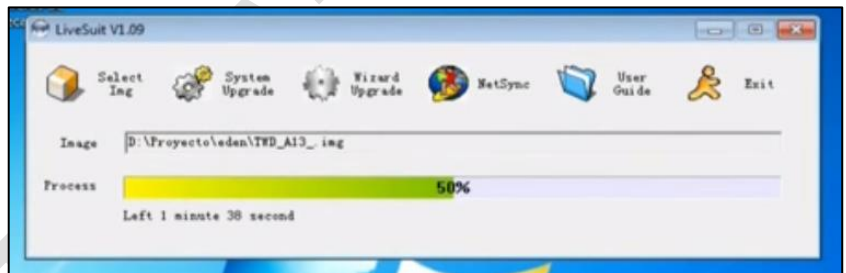 LiveSuit V1.09
Select Img
System Upgrade
Wizard Upgrade
NetSync
User Guide
Exit
Image
D:\Proyecto\eden\TWD_A13_.img
Process
50%
Left 1 minute 38 second